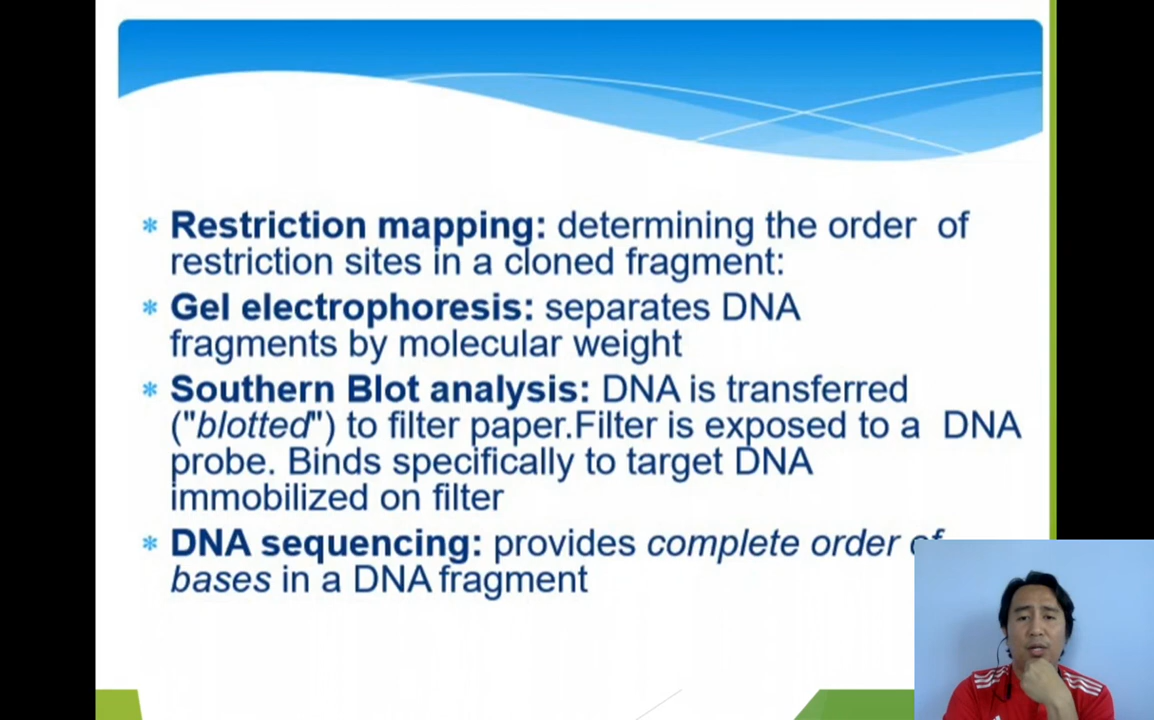 * Restriction mapping: determining the order of
restriction sites in a cloned fragment:
* Gel electrophoresis: separates DNA
fragments by molecular weight
* Southern Blot analysis: DNA is transferred
("blotted") to filter paper.Filter is exposed to a DNA
probe. Binds specifically to target DNA
immobilized on filter
* DNA sequencing: provides complete order of
bases in a DNA fragment